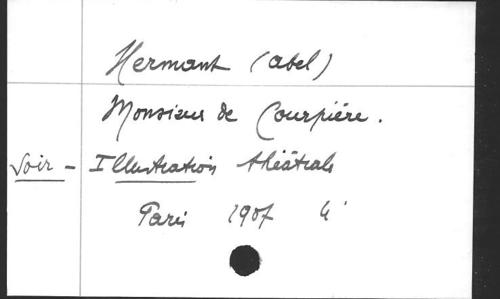 Hermant (Abel)
Monsieur de Courpière.
Voir - Illustration théâtrale
Paris 1907 4°